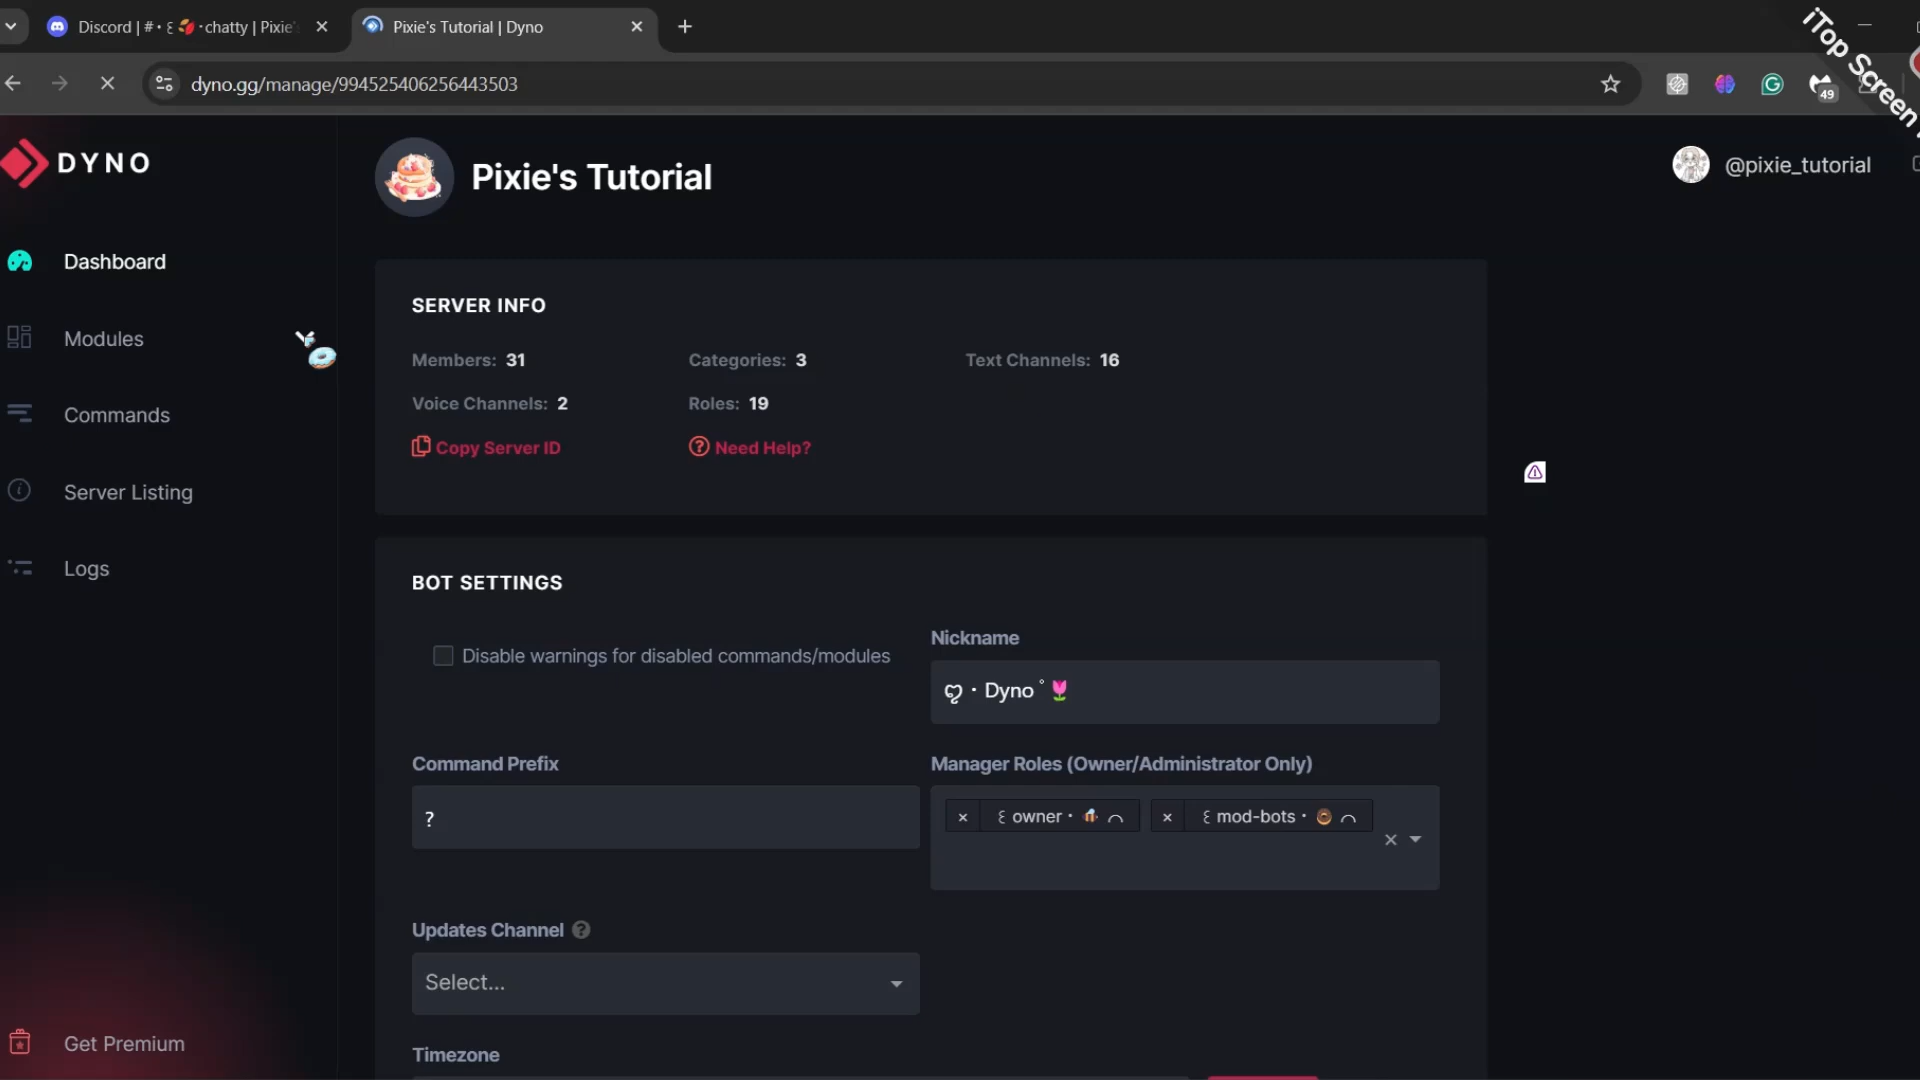 Discord | # • ꒰ 🍂 · chatty | Pixie'
Pixie's Tutorial | Dyno
dyno.gg/manage/994525406256443503
49
iTop Screen
DYNO
Pixie's Tutorial
@pixie_tutorial
Dashboard
Modules
Commands
Server Listing
Logs
Get Premium
SERVER INFO
Members: 31
Categories: 3
Text Channels: 16
Voice Channels: 2
Roles: 19
Copy Server ID
Need Help?
BOT SETTINGS
Disable warnings for disabled commands/modules
Nickname
ღ・Dyno ˚🌷
Command Prefix
?
Manager Roles (Owner/Administrator Only)
× ꒰ owner・🐝 ⌒ × ꒰ mod-bots・🍩 ⌒
Updates Channel
Select...
Timezone